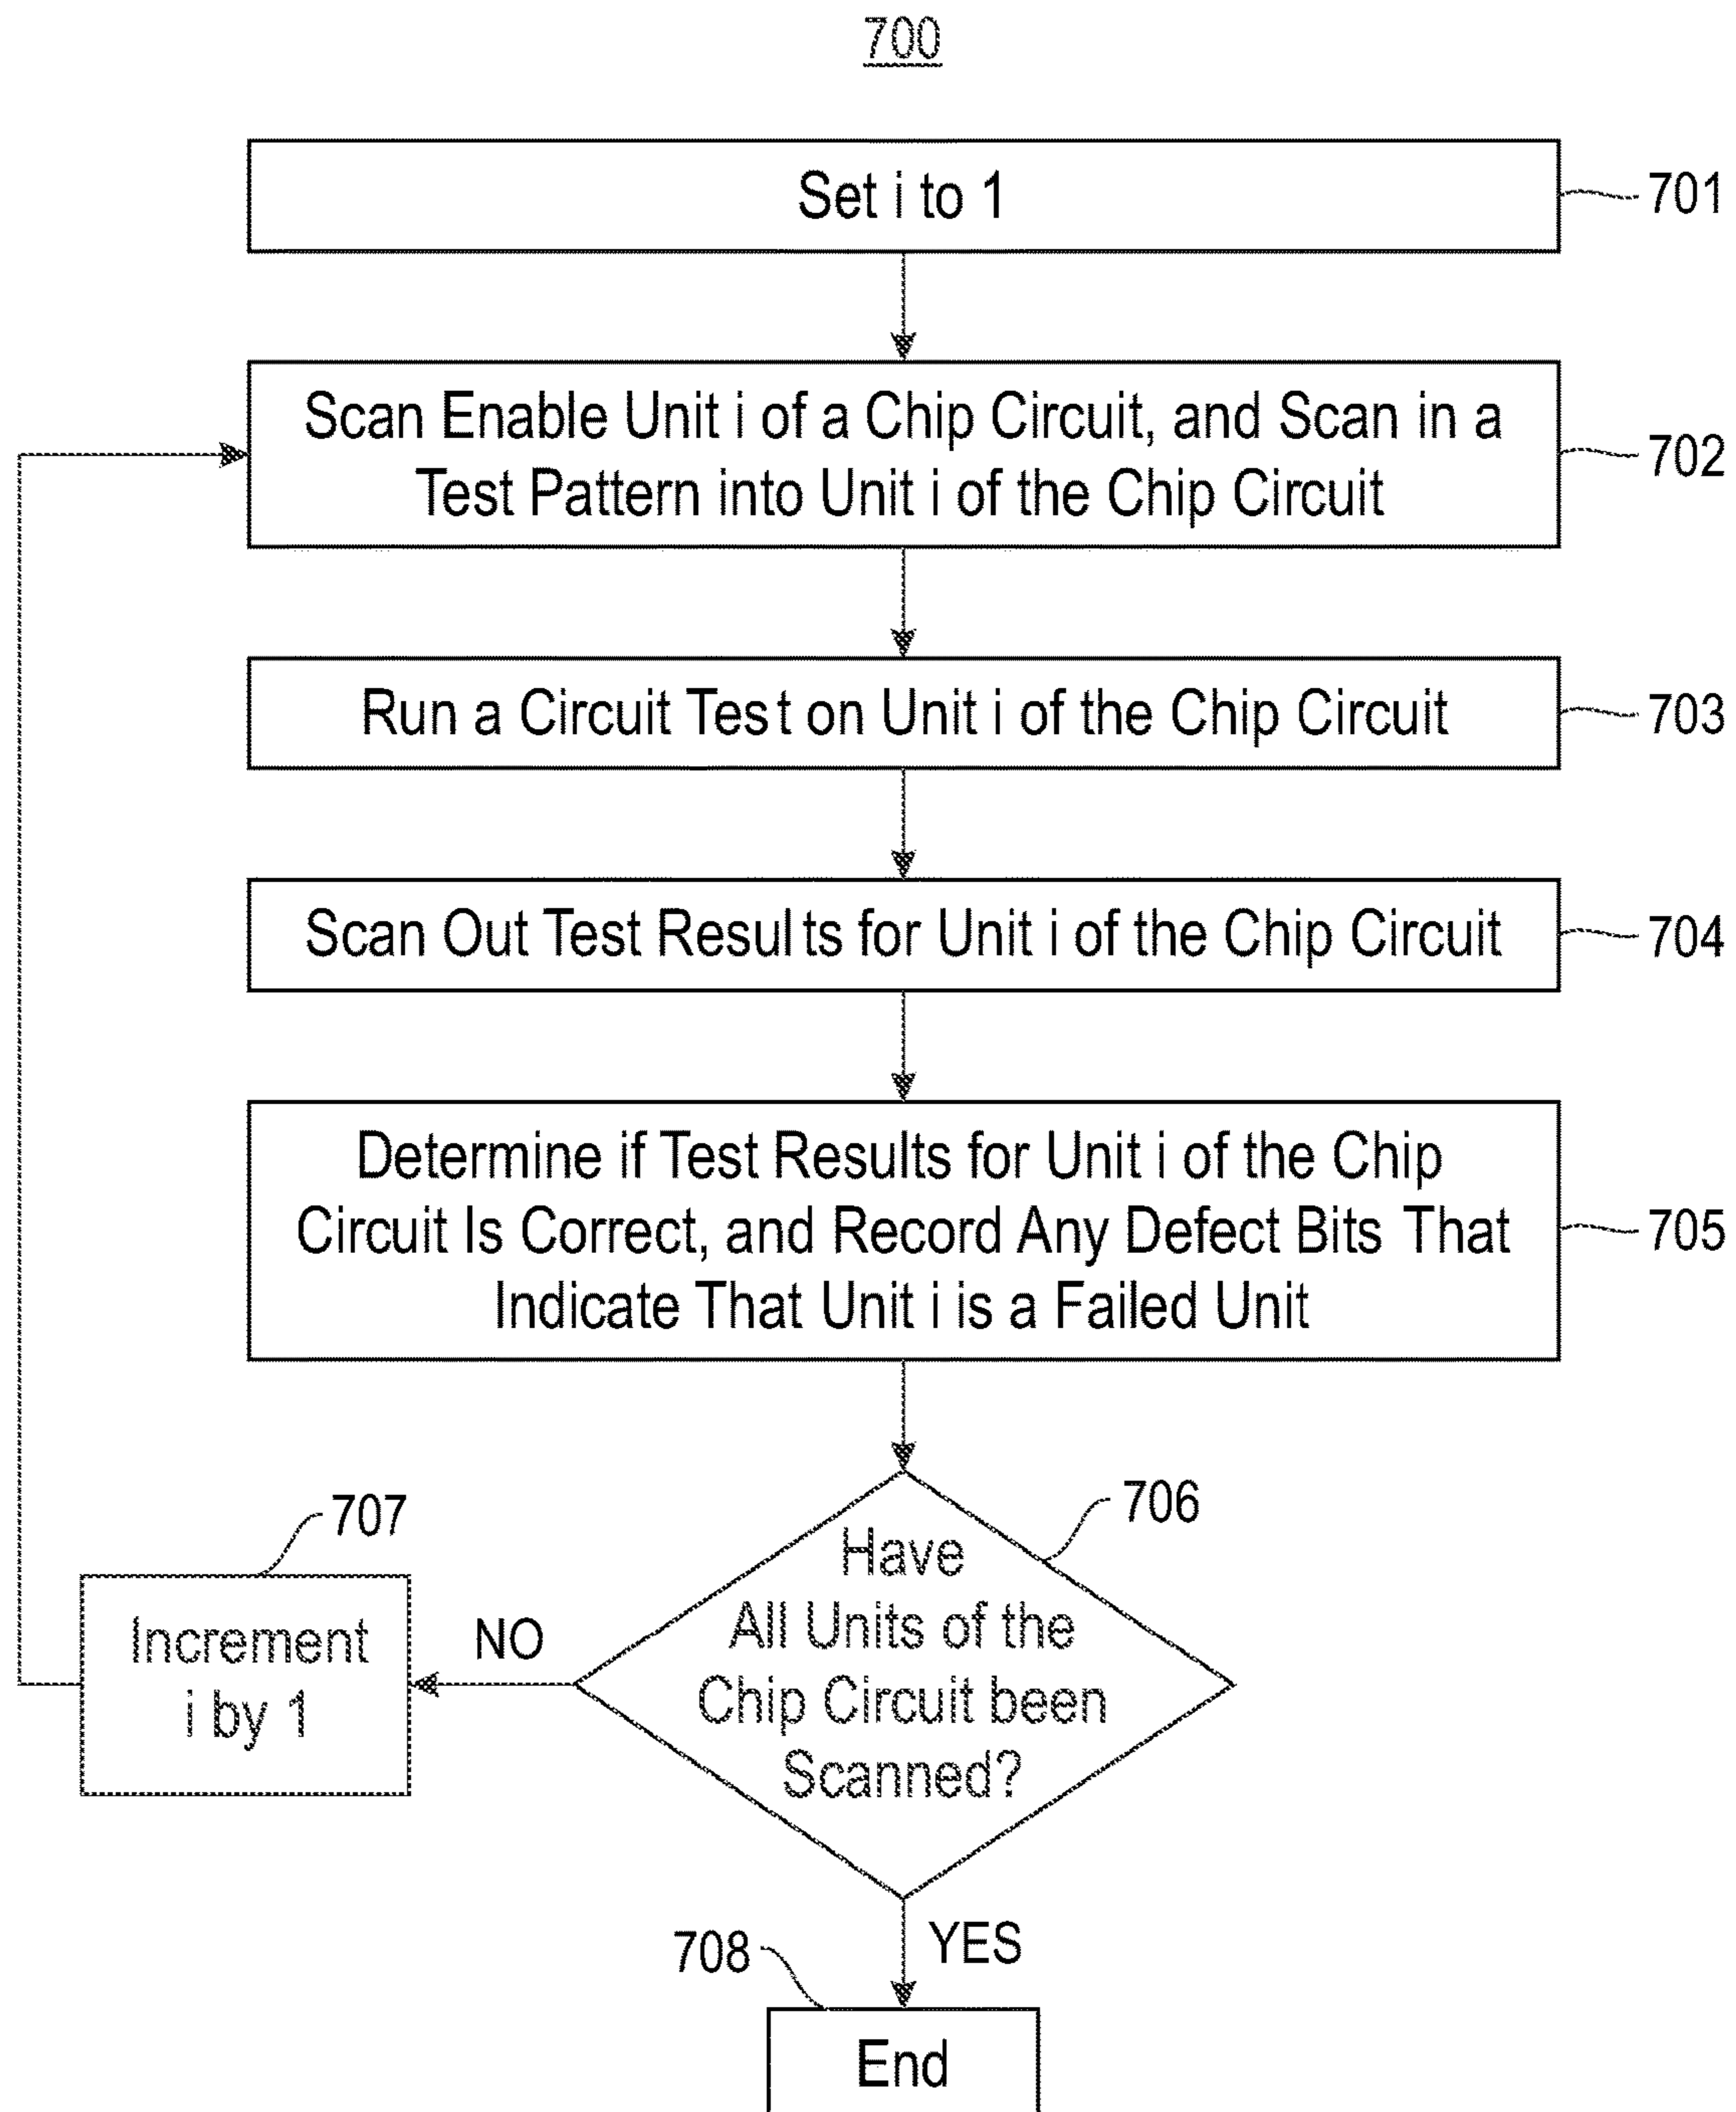 700
Set i to 1
701
Scan Enable Unit i of a Chip Circuit, and Scan in a
Test Pattern into Unit i of the Chip Circuit
702
Run a Circuit Test on Unit i of the Chip Circuit
703
Scan Out Test Results for Unit i of the Chip Circuit
704
Determine if Test Results for Unit i of the Chip
Circuit Is Correct, and Record Any Defect Bits That
Indicate That Unit i is a Failed Unit
705
706
Have
All Units of the
Chip Circuit been
Scanned?
NO
707
Increment
i by 1
YES
708
End